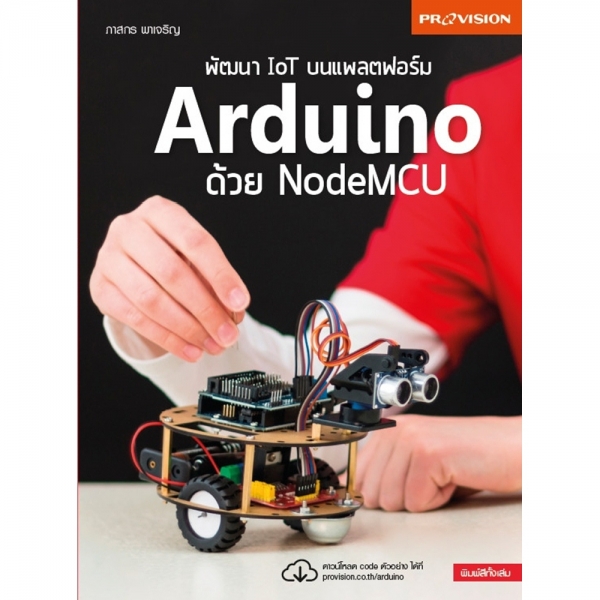 ภาสกร พาเจริญ
PROVISION
พัฒนา IoT บนแพลตฟอร์ม
Arduino
ด้วย NodeMCU
ดาวน์โหลด code ตัวอย่าง ได้ที่
provision.co.th/arduino
พิมพ์สีทั้งเล่ม